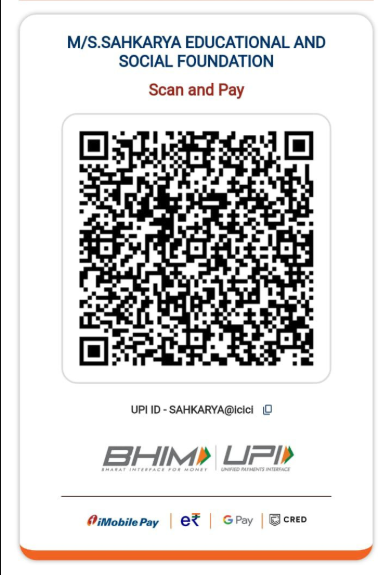 M/S.SAHKARYA EDUCATIONAL AND
SOCIAL FOUNDATION
Scan and Pay
UPI ID - SAHKARYA@icici
BHIM UPI
BHARAT INTERFACE FOR MONEY UNIFIED PAYMENTS INTERFACE
iMobile Pay e₹ G Pay CRED